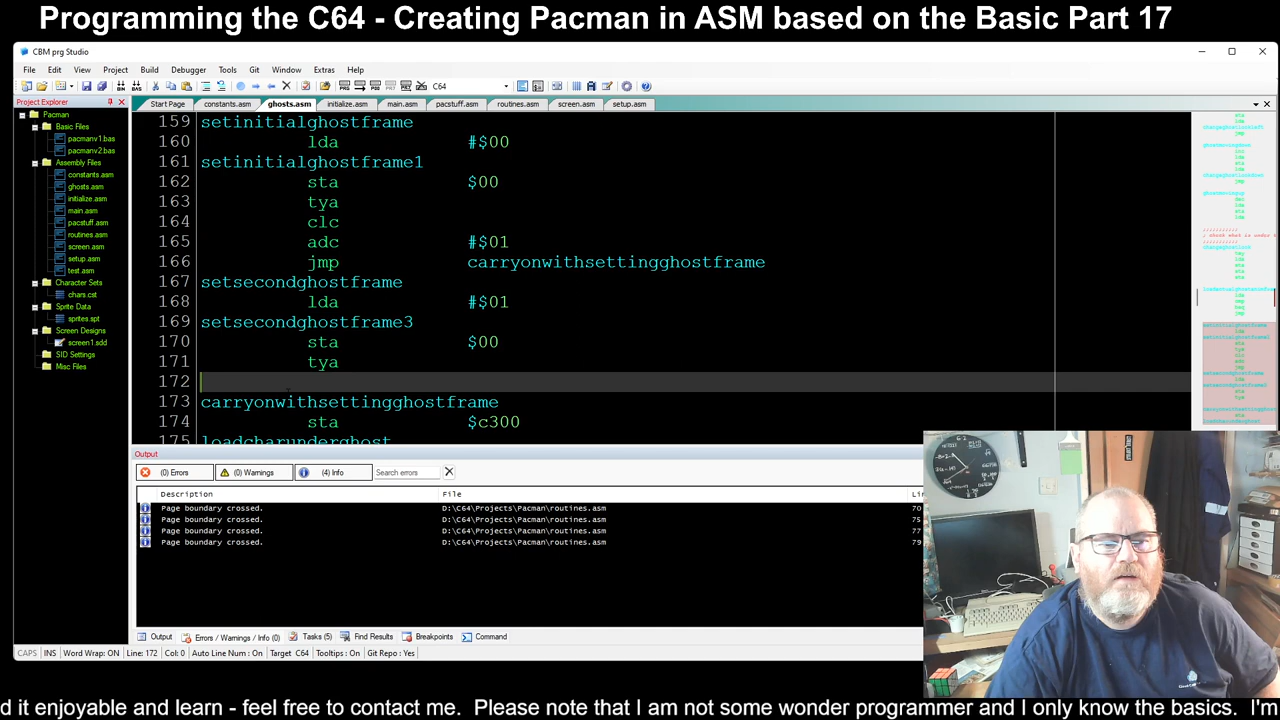 Programming the C64 - Creating Pacman in ASM based on the Basic Part 17
CBM prg Studio
File Edit View Project Build Debugger Tools Git Window Extras Help
C64
Project Explorer
Start Page constants.asm ghosts.asm initialize.asm main.asm pacstuff.asm routines.asm screen.asm setup.asm
Pacman
Basic Files
pacmanv1.bas
pacmanv2.bas
Assembly Files
constants.asm
ghosts.asm
initialize.asm
main.asm
pacstuff.asm
routines.asm
screen.asm
setup.asm
test.asm
Character Sets
chars.cst
Sprite Data
sprites.spt
Screen Designs
screen1.sdd
SID Settings
Misc Files
159 setinitialghostframe
160 lda #$00
161 setinitialghostframe1
162 sta $00
163 tya
164 clc
165 adc #$01
166 jmp carryonwithsettingghostframe
167 setsecondghostframe
168 lda #$01
169 setsecondghostframe3
170 sta $00
171 tya
172
173 carryonwithsettingghostframe
174 sta $c300
175 loadcharunderghost
Output
(0) Errors (0) Warnings (4) Info Search errors
Description File
Page boundary crossed. D:\C64\Projects\Pacman\routines.asm 70
Page boundary crossed. D:\C64\Projects\Pacman\routines.asm 75
Page boundary crossed. D:\C64\Projects\Pacman\routines.asm 77
Page boundary crossed. D:\C64\Projects\Pacman\routines.asm 79
Output Errors / Warnings / Info (0) Tasks (5) Find Results Breakpoints Command
CAPS INS Word Wrap: ON Line: 172 Col: 0 Auto Line Num : On Target C64 Tooltips : On Git Repo : Yes
d it enjoyable and learn - feel free to contact me. Please note that I am not some wonder programmer and I only know the basics. I'm